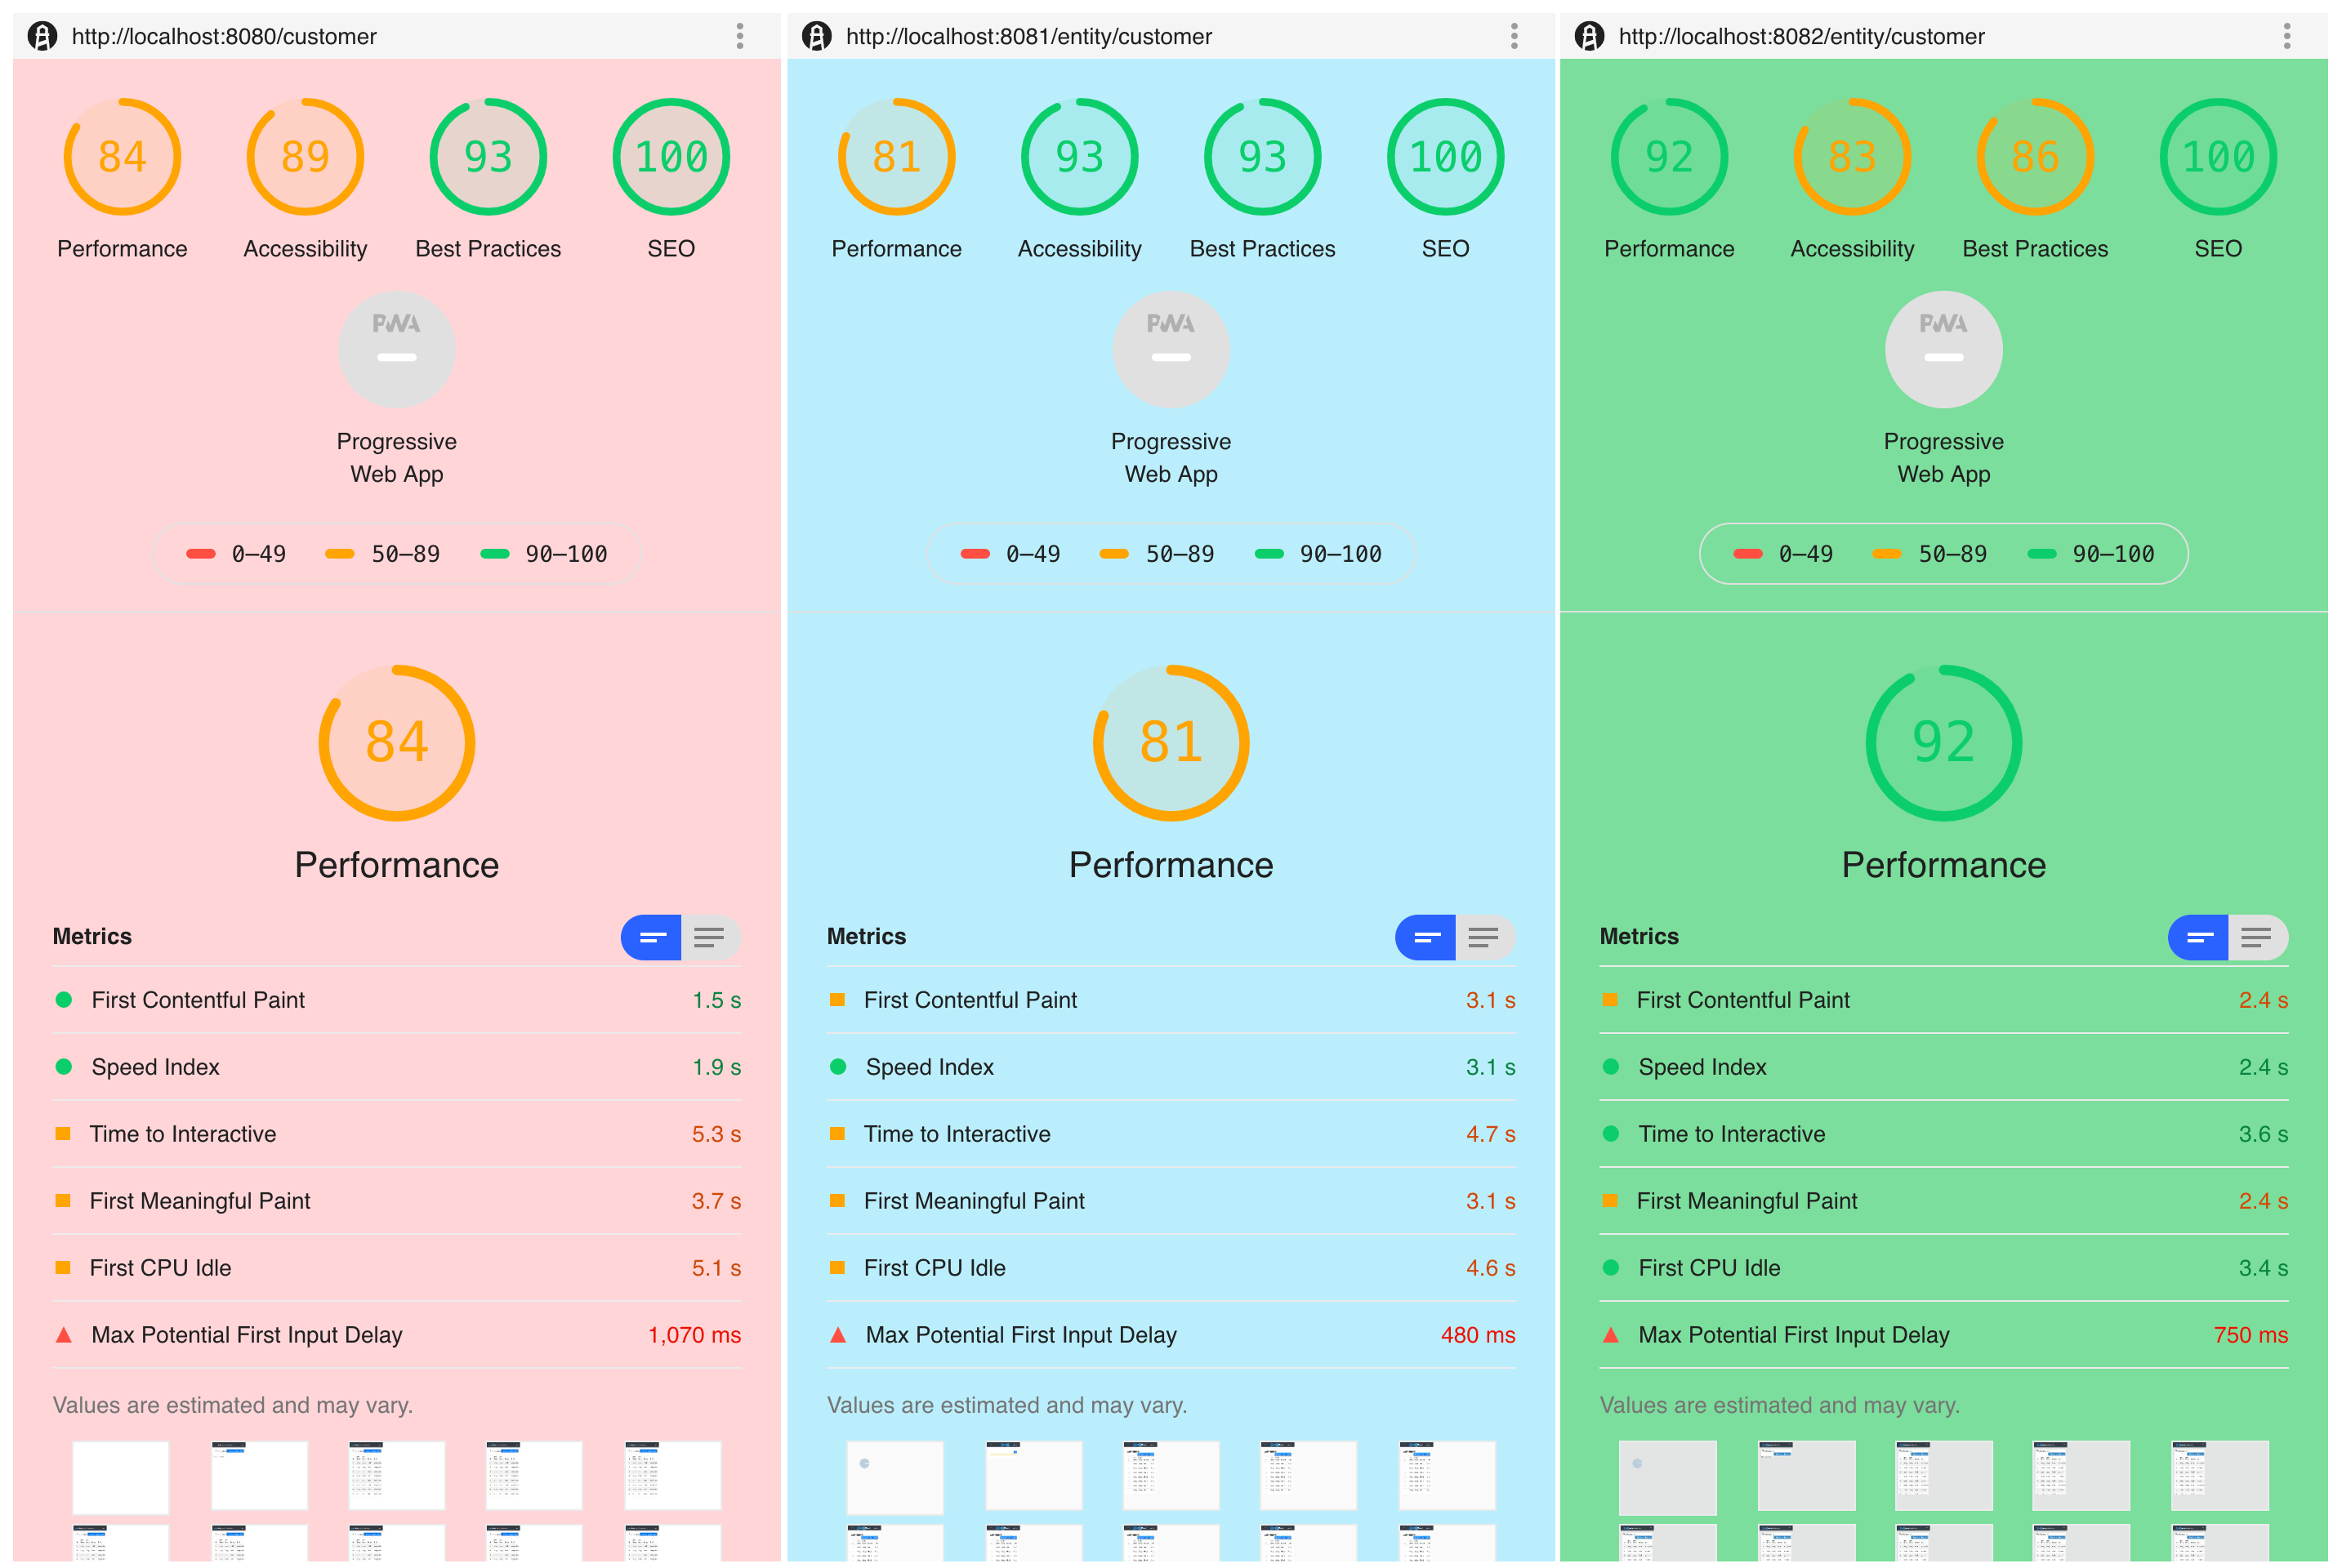 http://localhost:8080/customer
84
89
93
100
Performance
Accessibility
Best Practices
SEO
PWA
Progressive
Web App
0–49
50–89
90–100
84
Performance
Metrics
First Contentful Paint 1.5 s
Speed Index 1.9 s
Time to Interactive 5.3 s
First Meaningful Paint 3.7 s
First CPU Idle 5.1 s
Max Potential First Input Delay 1,070 ms
Values are estimated and may vary.
http://localhost:8081/entity/customer
81
93
93
100
Performance
Accessibility
Best Practices
SEO
PWA
Progressive
Web App
0–49
50–89
90–100
81
Performance
Metrics
First Contentful Paint 3.1 s
Speed Index 3.1 s
Time to Interactive 4.7 s
First Meaningful Paint 3.1 s
First CPU Idle 4.6 s
Max Potential First Input Delay 480 ms
Values are estimated and may vary.
http://localhost:8082/entity/customer
92
83
86
100
Performance
Accessibility
Best Practices
SEO
PWA
Progressive
Web App
0–49
50–89
90–100
92
Performance
Metrics
First Contentful Paint 2.4 s
Speed Index 2.4 s
Time to Interactive 3.6 s
First Meaningful Paint 2.4 s
First CPU Idle 3.4 s
Max Potential First Input Delay 750 ms
Values are estimated and may vary.